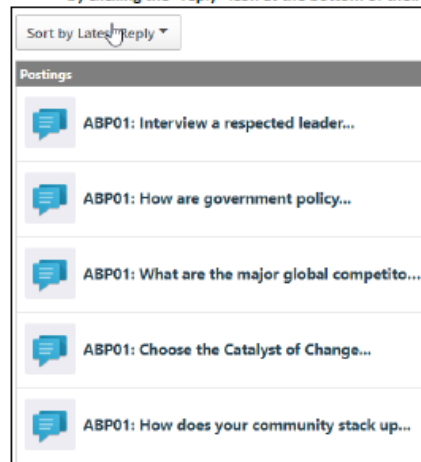 Sort by Latest Reply
Postings
ABP01: Interview a respected leader...
ABP01: How are government policy...
ABP01: What are the major global competito...
ABP01: Choose the Catalyst of Change...
ABP01: How does your community stack up...